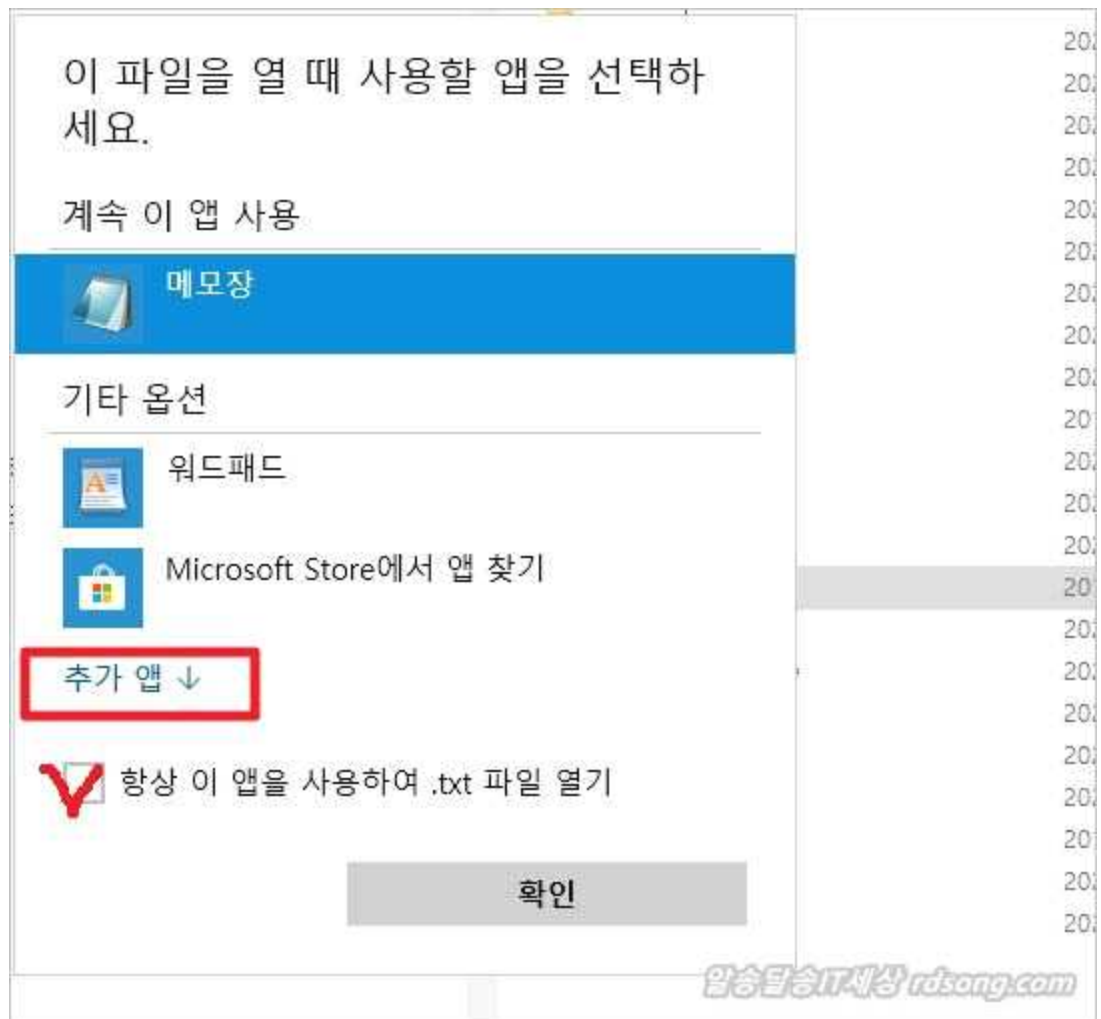 이 파일을 열 때 사용할 앱을 선택하
세요.
계속 이 앱 사용
메모장
기타 옵션
워드패드
Microsoft Store에서 앱 찾기
추가 앱 ↓
항상 이 앱을 사용하여 .txt 파일 열기
확인
알송달송IT세상 rdsong.com